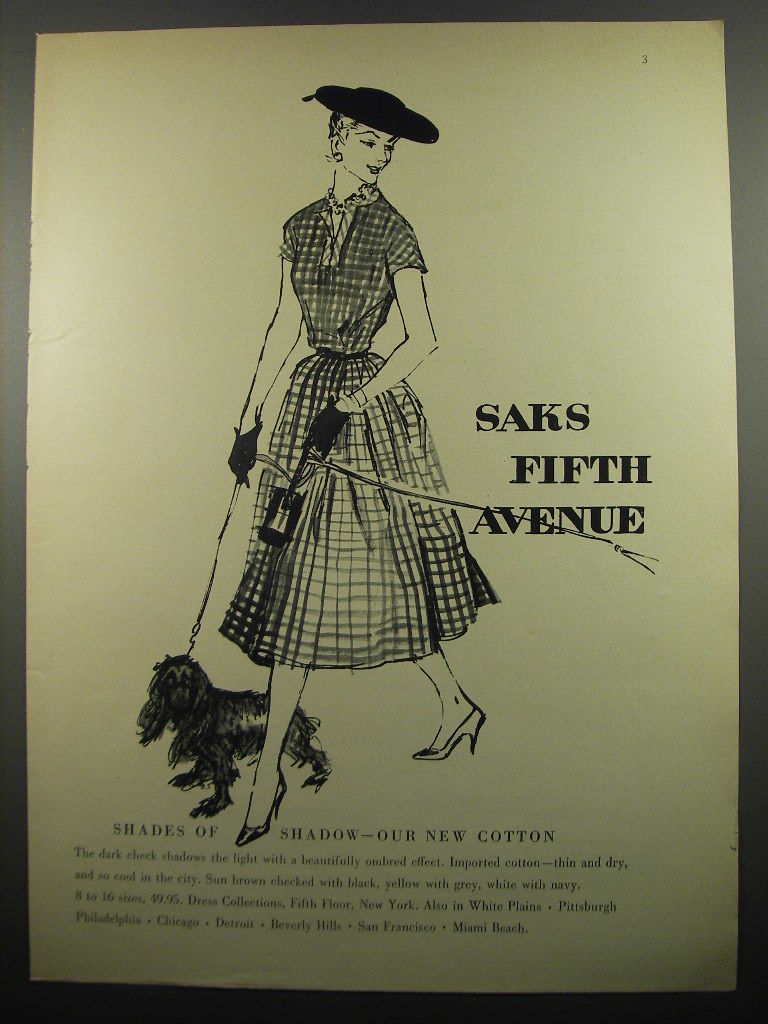 3
SAKS
FIFTH
AVENUE
SHADES OF SHADOW—OUR NEW COTTON
The dark check shadows the light with a beautifully ombred effect. Imported cotton—thin and dry,
and so cool in the city. Sun brown checked with black, yellow with grey, white with navy.
8 to 16 sizes, 49.95. Dress Collections, Fifth Floor, New York. Also in White Plains • Pittsburgh
Philadelphia • Chicago • Detroit • Beverly Hills • San Francisco • Miami Beach.